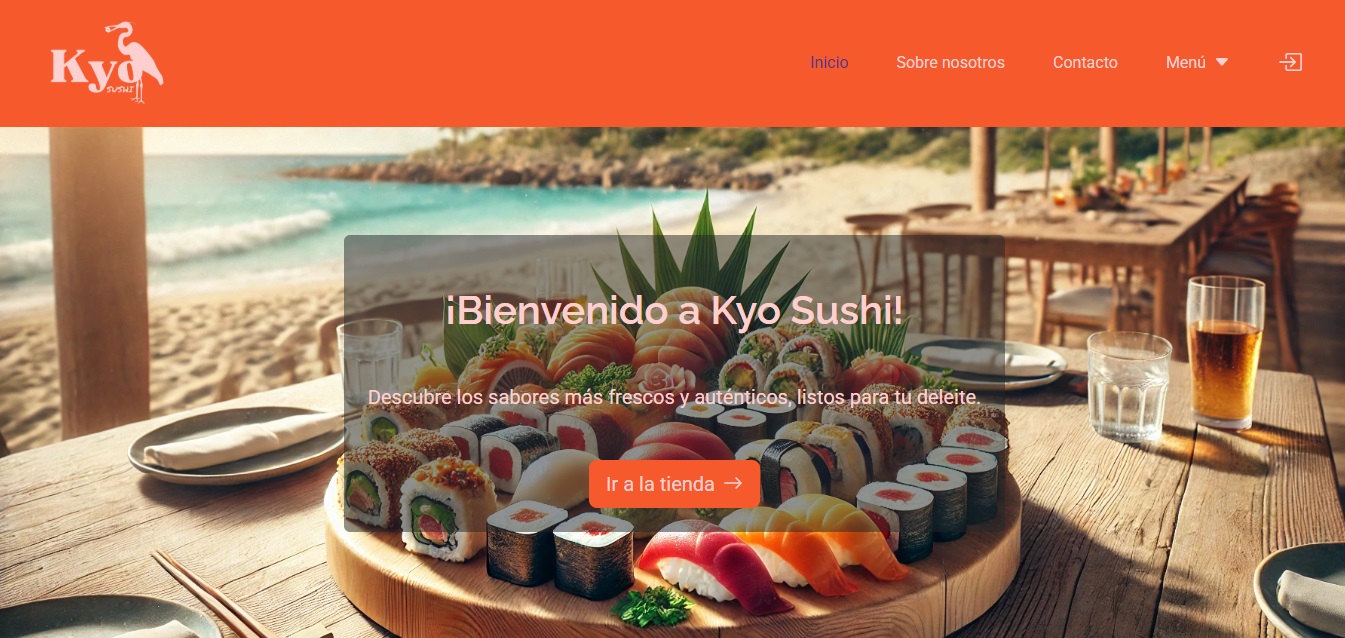 Kyo
SUSHI
Inicio
Sobre nosotros
Contacto
Menú
¡Bienvenido a Kyo Sushi!
Descubre los sabores más frescos y auténticos, listos para tu deleite.
Ir a la tienda →